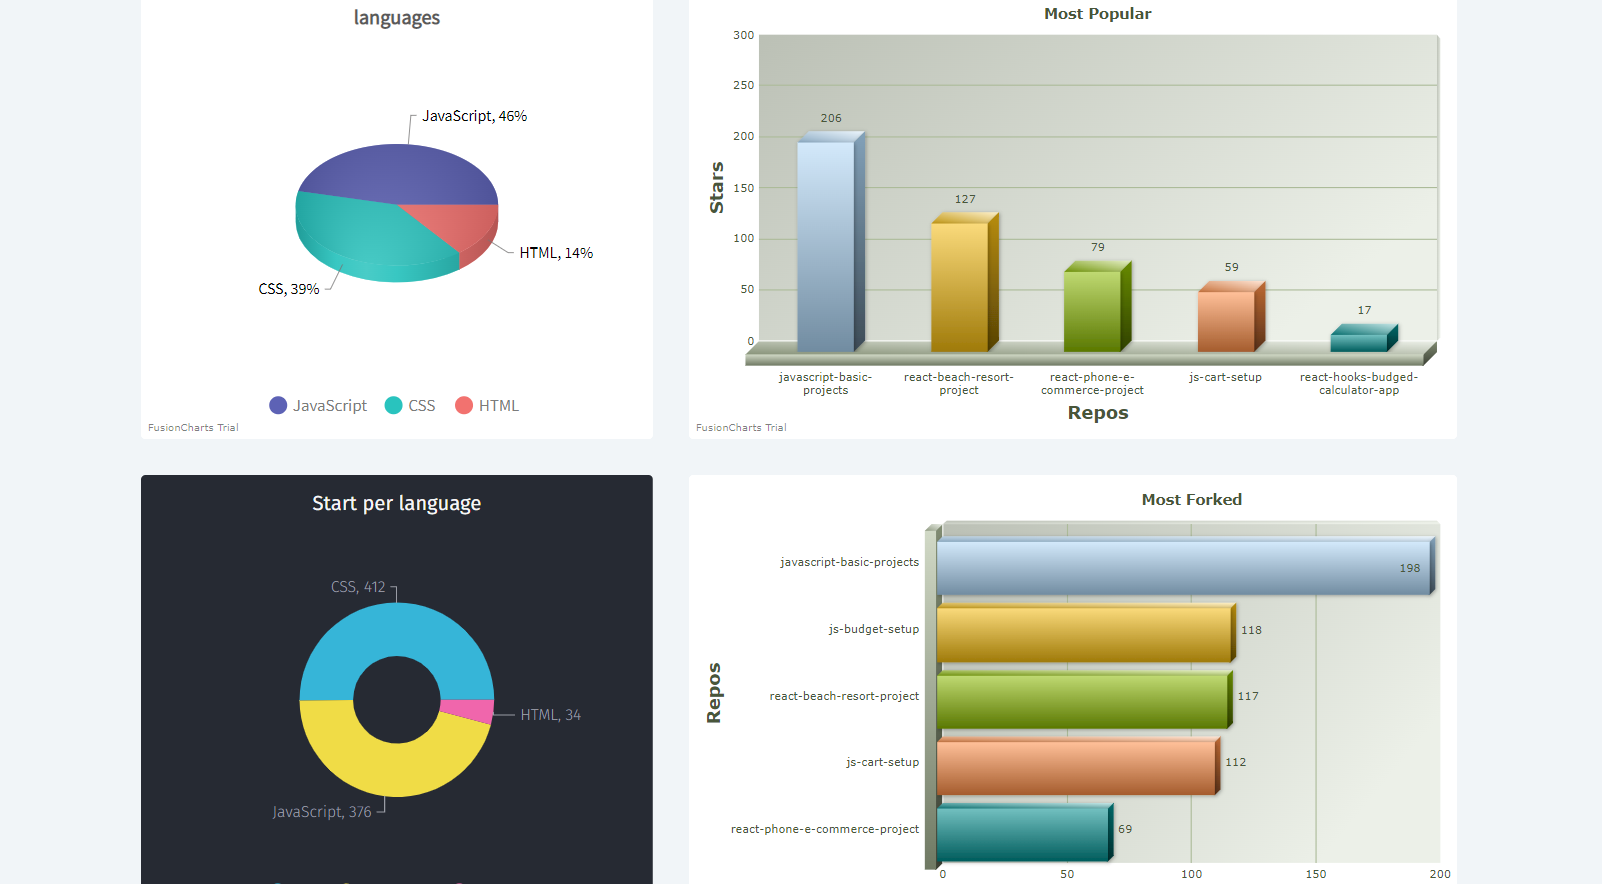 languages
JavaScript, 46%
HTML, 14%
CSS, 39%
JavaScript
CSS
HTML
FusionCharts Trial
Most Popular
300
250
200
150
100
50
0
Stars
206
127
79
59
17
javascript-basic-
projects
react-beach-resort-
project
react-phone-e-
commerce-project
js-cart-setup
react-hooks-budged-
calculator-app
Repos
FusionCharts Trial
Start per language
CSS, 412
HTML, 34
JavaScript, 376
Most Forked
Repos
javascript-basic-projects
198
js-budget-setup
118
react-beach-resort-project
117
js-cart-setup
112
react-phone-e-commerce-project
69
0
50
100
150
200